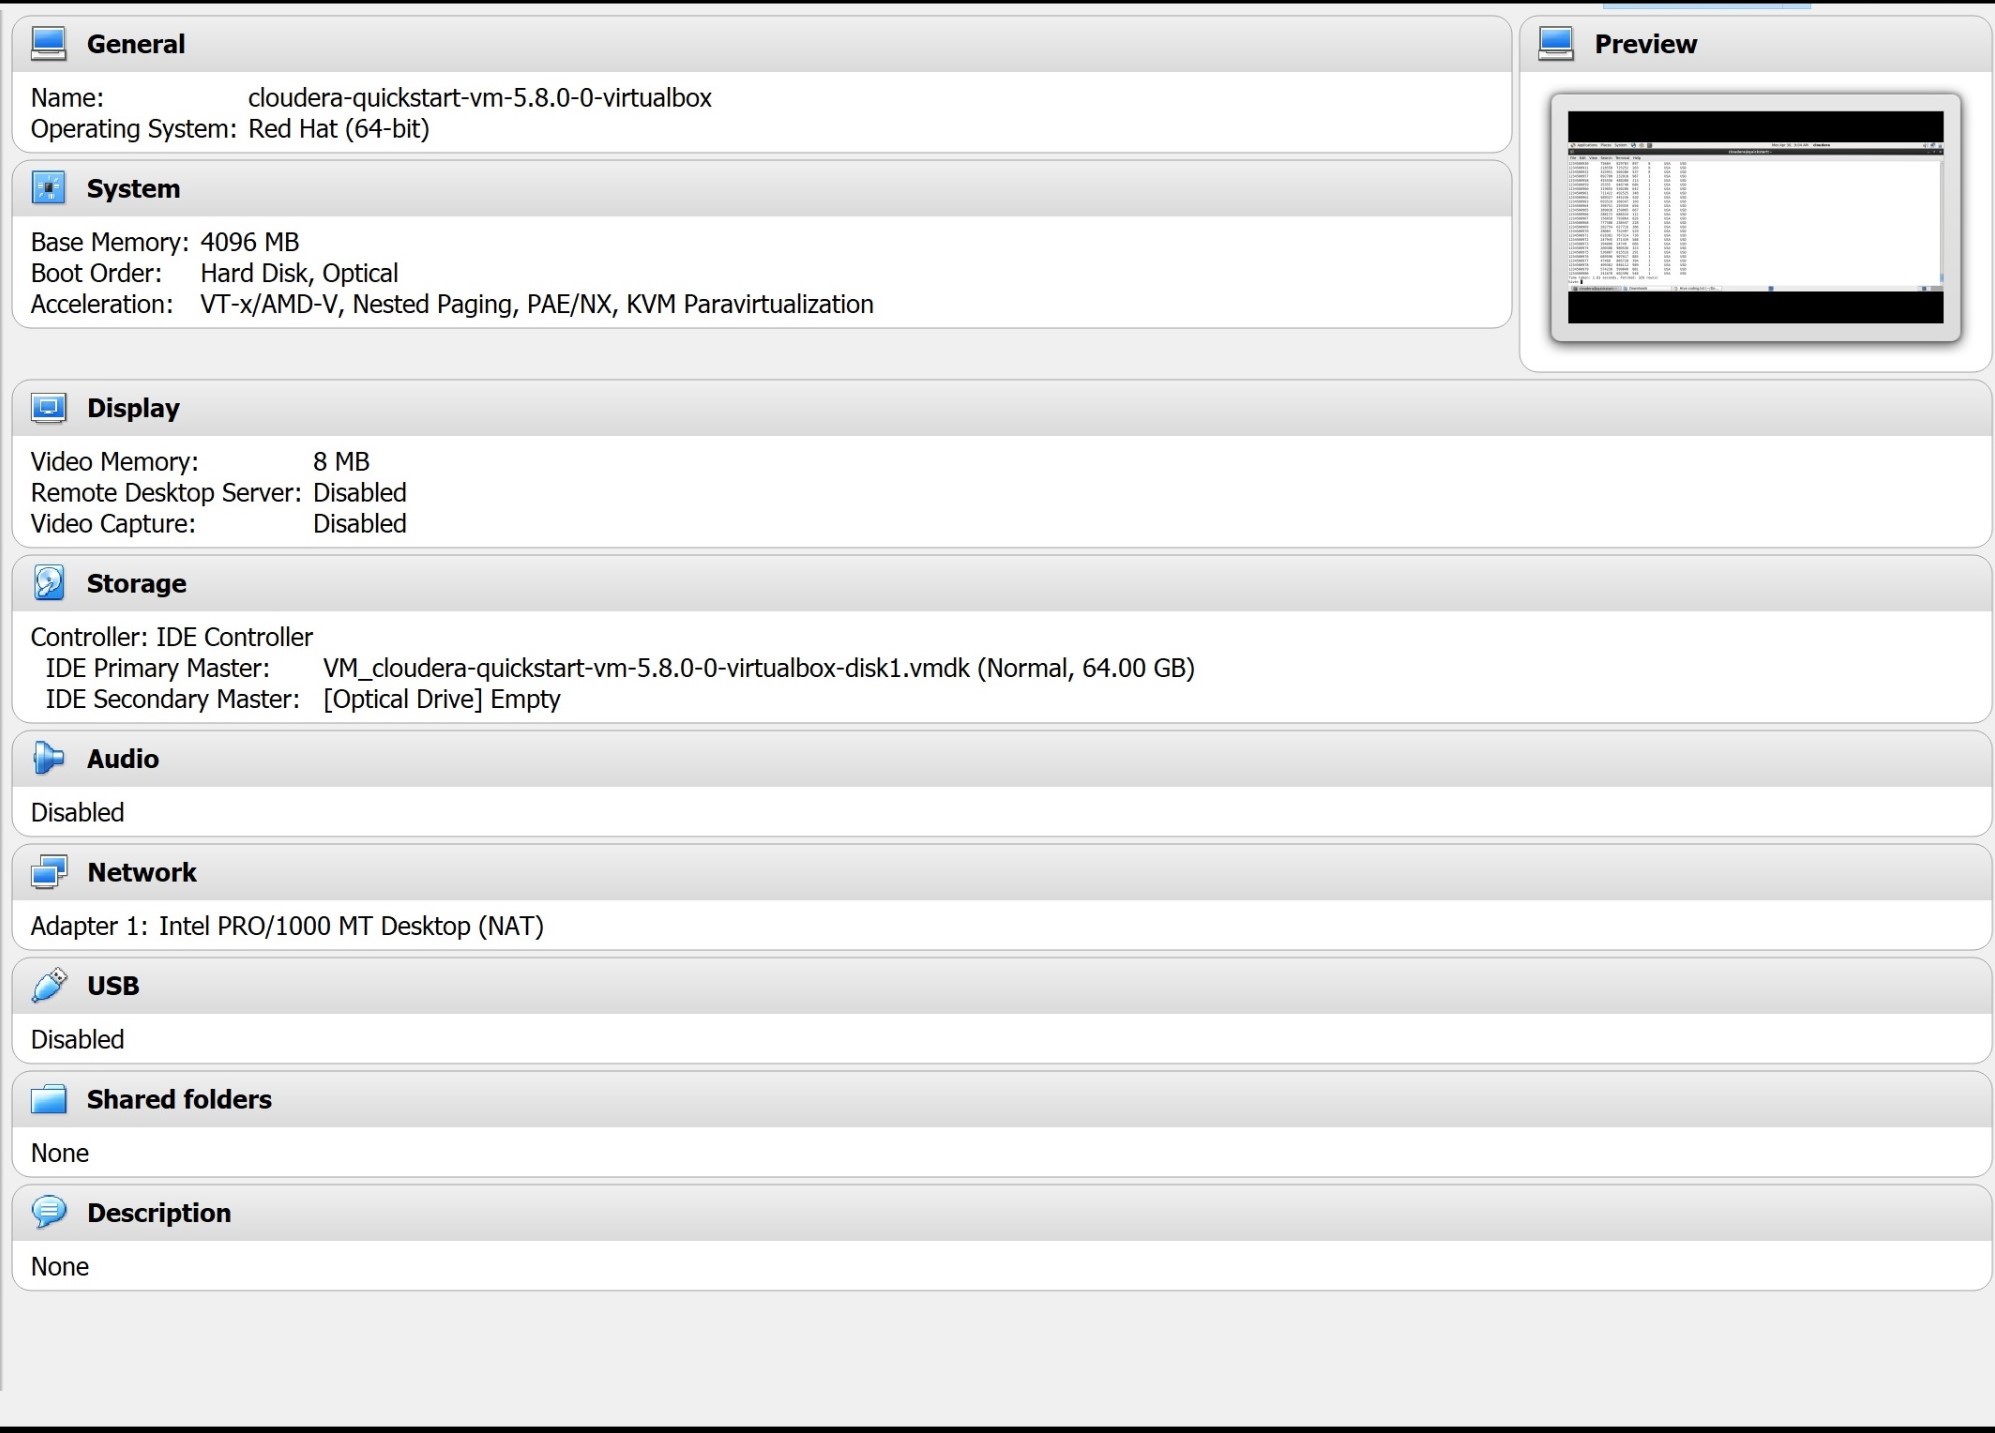 General
Name: cloudera-quickstart-vm-5.8.0-0-virtualbox
Operating System: Red Hat (64-bit)
System
Base Memory: 4096 MB
Boot Order: Hard Disk, Optical
Acceleration: VT-x/AMD-V, Nested Paging, PAE/NX, KVM Paravirtualization
Preview
Display
Video Memory: 8 MB
Remote Desktop Server: Disabled
Video Capture: Disabled
Storage
Controller: IDE Controller
IDE Primary Master: VM_cloudera-quickstart-vm-5.8.0-0-virtualbox-disk1.vmdk (Normal, 64.00 GB)
IDE Secondary Master: [Optical Drive] Empty
Audio
Disabled
Network
Adapter 1: Intel PRO/1000 MT Desktop (NAT)
USB
Disabled
Shared folders
None
Description
None